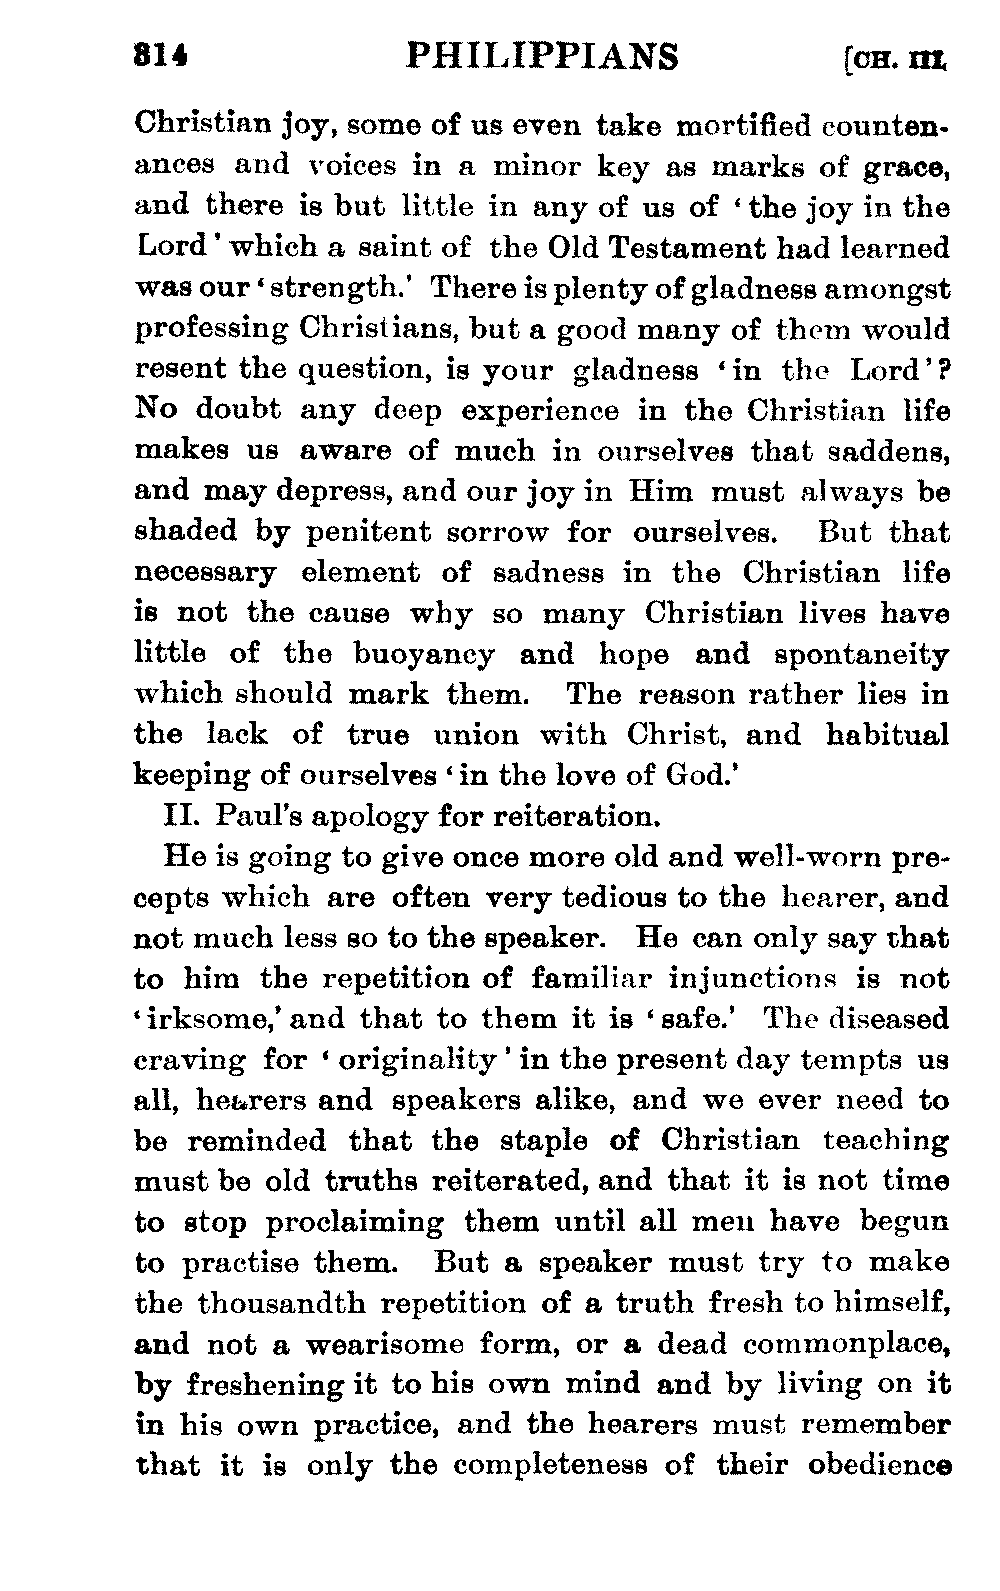 314 PHILIPPIANS [CH. III.
Christian joy, some of us even take mortified counten-
ances and voices in a minor key as marks of grace,
and there is but little in any of us of ‘the joy in the
Lord’ which a saint of the Old Testament had learned
was our ‘strength.’ There is plenty of gladness amongst
professing Christians, but a good many of them would
resent the question, is your gladness ‘in the Lord’?
No doubt any deep experience in the Christian life
makes us aware of much in ourselves that saddens,
and may depress, and our joy in Him must always be
shaded by penitent sorrow for ourselves. But that
necessary element of sadness in the Christian life
is not the cause why so many Christian lives have
little of the buoyancy and hope and spontaneity
which should mark them. The reason rather lies in
the lack of true union with Christ, and habitual
keeping of ourselves ‘in the love of God.’
II. Paul's apology for reiteration.
He is going to give once more old and well-worn pre-
cepts which are often very tedious to the hearer, and
not much less so to the speaker. He can only say that
to him the repetition of familiar injunctions is not
‘irksome,’ and that to them it is ‘safe.’ The diseased
craving for ‘originality’ in the present day tempts us
all, hearers and speakers alike, and we ever need to
be reminded that the staple of Christian teaching
must be old truths reiterated, and that it is not time
to stop proclaiming them until all men have begun
to practise them. But a speaker must try to make
the thousandth repetition of a truth fresh to himself,
and not a wearisome form, or a dead commonplace,
by freshening it to his own mind and by living on it
in his own practice, and the hearers must remember
that it is only the completeness of their obedience